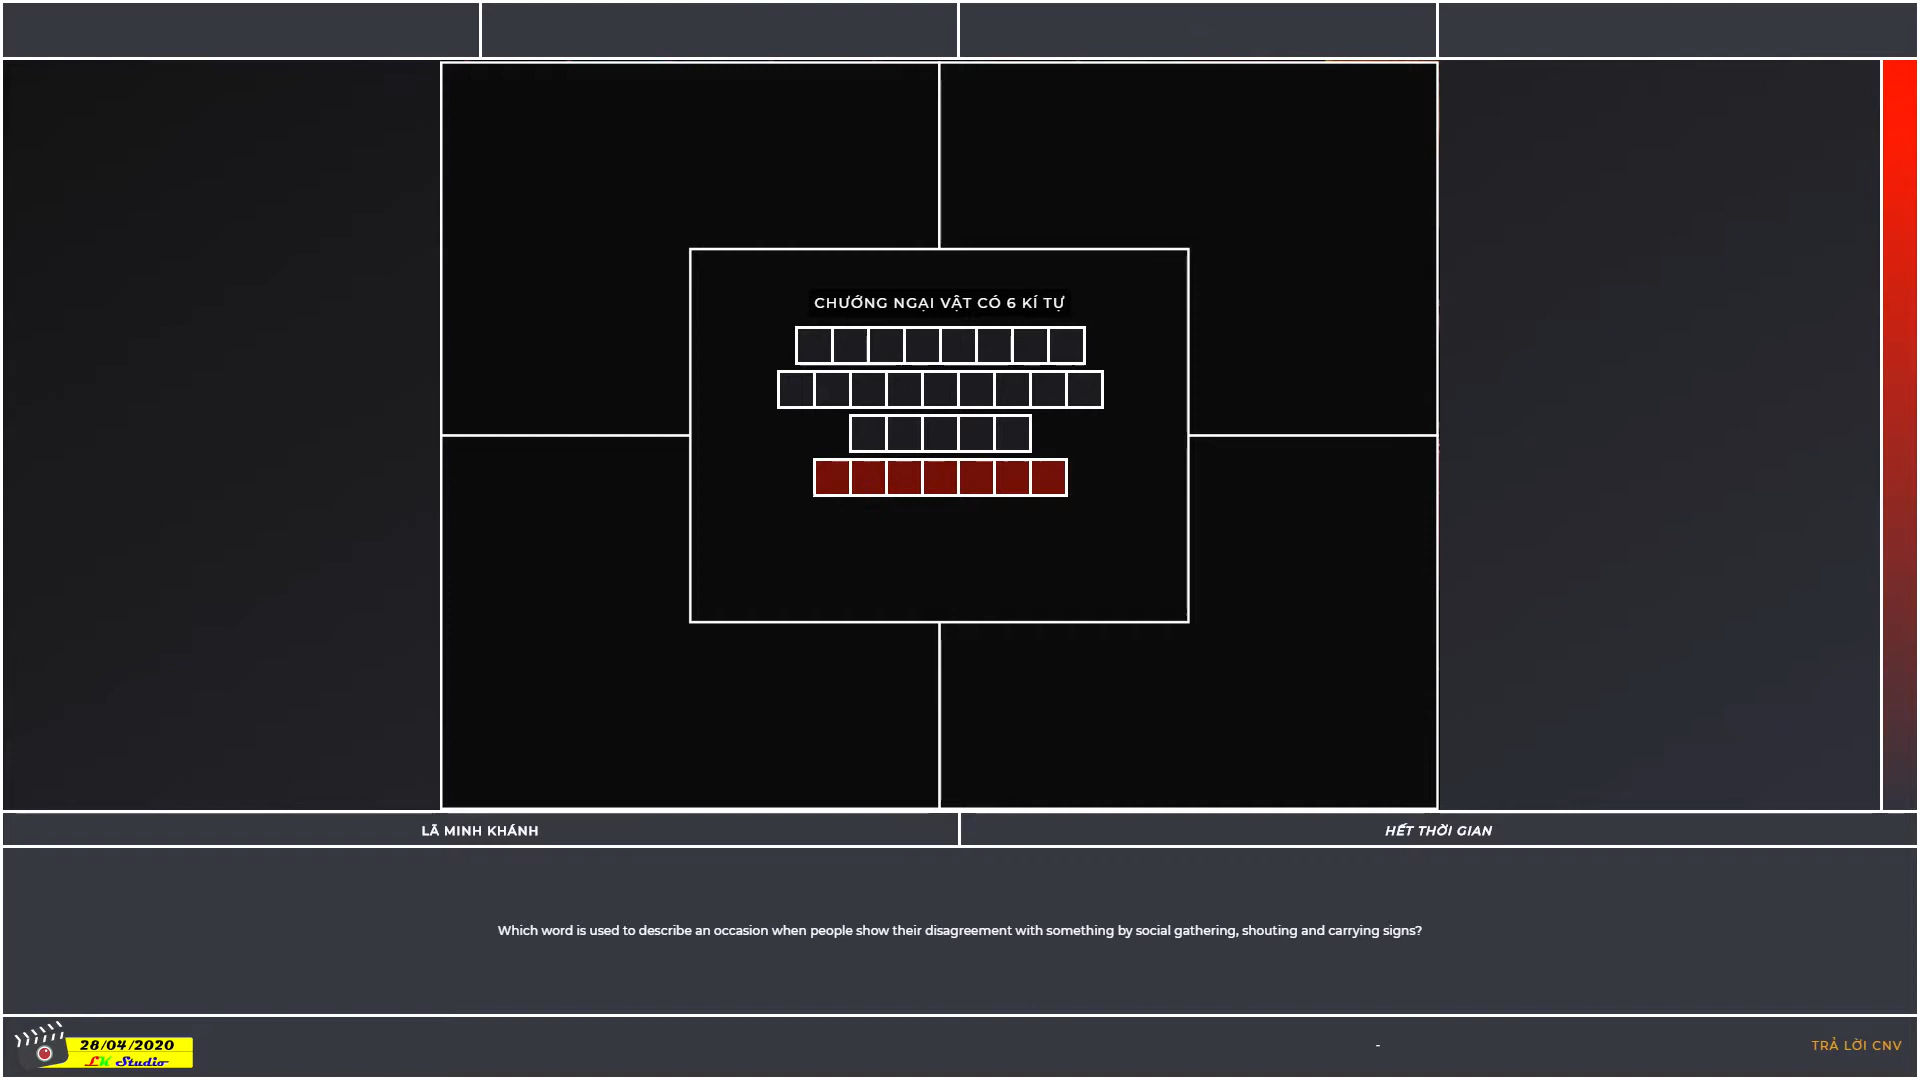 CHƯỚNG NGẠI VẬT CÓ 6 KÍ TỰ
LÃ MINH KHÁNH
HẾT THỜI GIAN
Which word is used to describe an occasion when people show their disagreement with something by social gathering, shouting and carrying signs?
28/04/2020
LK Studio
-
TRẢ LỜI CNV